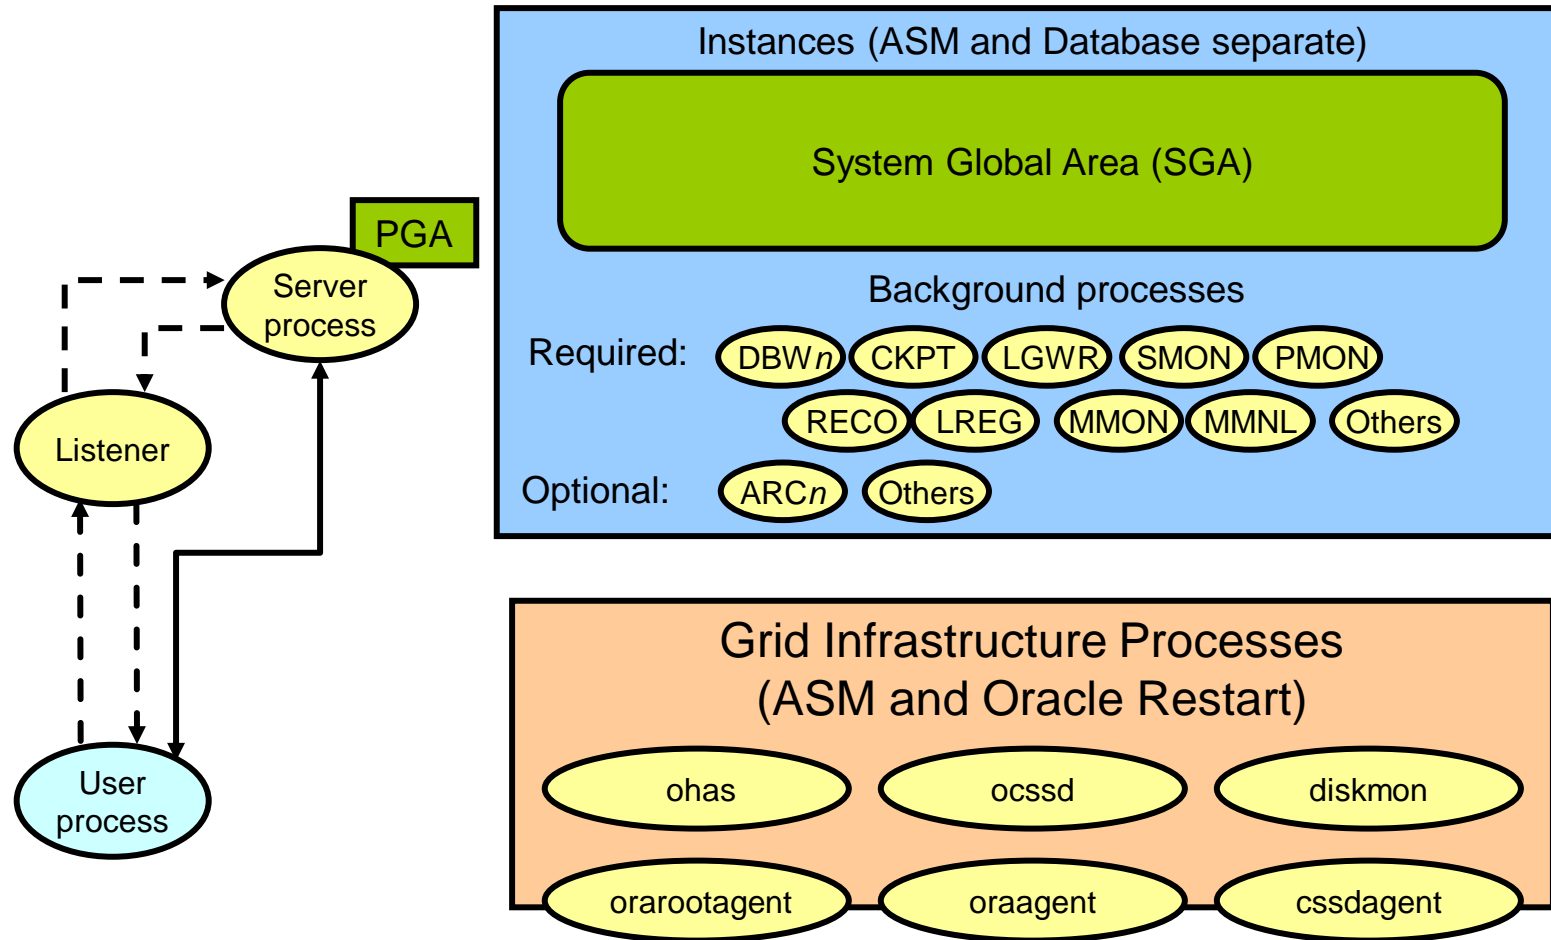 Instances (ASM and Database separate)
System Global Area (SGA)
PGA
Server
process
Background processes
Required: DBWn CKPT LGWR SMON PMON
RECO LREG MMON MMNL Others
Optional: ARCn Others
Listener
User
process
Grid Infrastructure Processes
(ASM and Oracle Restart)
ohas ocssd diskmon
orarootagent oraagent cssdagent